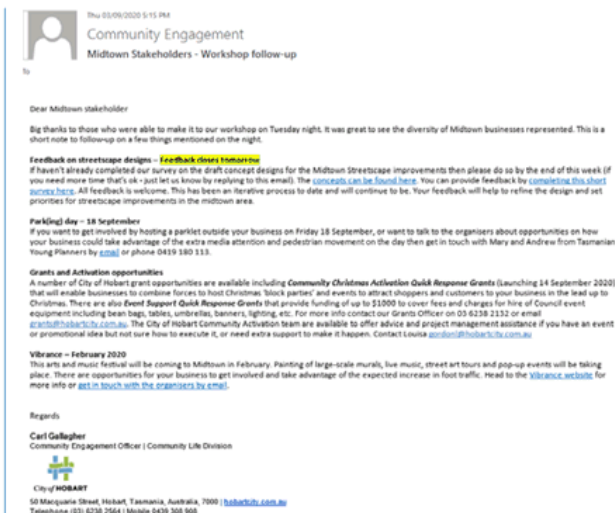 Thu 03/09/2020 5:15 PM
Community Engagement
Midtown Stakeholders - Workshop follow-up
To
Dear Midtown stakeholder
Big thanks to those who were able to make it to our workshop on Tuesday night. It was great to see the diversity of Midtown businesses represented. This is a
short note to follow-up on a few things mentioned on the night.
Feedback on streetscape designs – Feedback closes tomorrow
If haven't already completed our survey on the draft concept designs for the Midtown Streetscape improvements then please do so by the end of this week (if
you need more time that's ok - just let us know by replying to this email). The concepts can be found here. You can provide feedback by completing this short
survey here. All feedback is welcome. This has been an iterative process to date and will continue to be. Your feedback will help to refine the design and set
priorities for streetscape improvements in the midtown area.
Park(ing) day – 18 September
If you want to get involved by hosting a parklet outside your business on Friday 18 September, or want to talk to the organisers about opportunities on how
your business could take advantage of the extra media attention and pedestrian movement on the day then get in touch with Mary and Andrew from Tasmanian
Young Planners by email or phone 0419 180 113.
Grants and Activation opportunities
A number of City of Hobart grant opportunities are available including Community Christmas Activation Quick Response Grants (Launching 14 September 2020)
that will enable businesses to combine forces to host Christmas 'block parties' and events to attract shoppers and customers to your business in the lead up to
Christmas. There are also Event Support Quick Response Grants that provide funding of up to $1000 to cover fees and charges for hire of Council event
equipment including bean bags, tables, umbrellas, banners, lighting, etc. For more info contact our Grants Officer on 03 6238 2132 or email
grants@hobartcity.com.au. The City of Hobart Community Activation team are available to offer advice and project management assistance if you have an event
or promotional idea but not sure how to execute it, or need extra support to make it happen. Contact Louisa gordonl@hobartcity.com.au
Vibrance – February 2020
This arts and music festival will be coming to Midtown in February. Painting of large-scale murals, live music, street art tours and pop-up events will be taking
place. There are opportunities for your business to get involved and take advantage of the expected increase in foot traffic. Head to the Vibrance website for
more info or get in touch with the organisers by email.
Regards
Carl Gallagher
Community Engagement Officer | Community Life Division
City of HOBART
50 Macquarie Street, Hobart, Tasmania, Australia, 7000 | hobartcity.com.au
Telephone (03) 6238 2564 | Mobile 0439 308 908